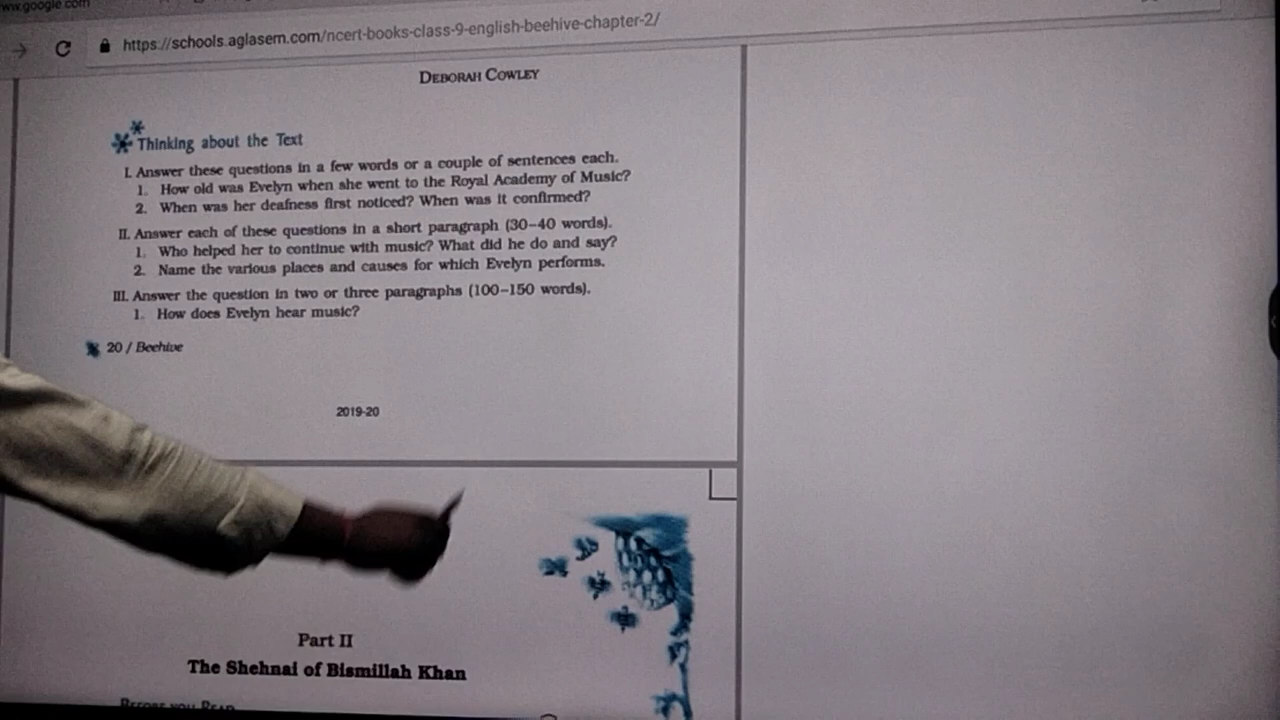 www.google.com
https://schools.aglasem.com/ncert-books-class-9-english-beehive-chapter-2/
DEBORAH COWLEY
Thinking about the Text
I. Answer these questions in a few words or a couple of sentences each.
1. How old was Evelyn when she went to the Royal Academy of Music?
2. When was her deafness first noticed? When was it confirmed?
II. Answer each of these questions in a short paragraph (30–40 words).
1. Who helped her to continue with music? What did he do and say?
2. Name the various places and causes for which Evelyn performs.
III. Answer the question in two or three paragraphs (100–150 words).
1. How does Evelyn hear music?
20 / Beehive
2019-20
Part II
The Shehnai of Bismillah Khan
BEFORE YOU READ